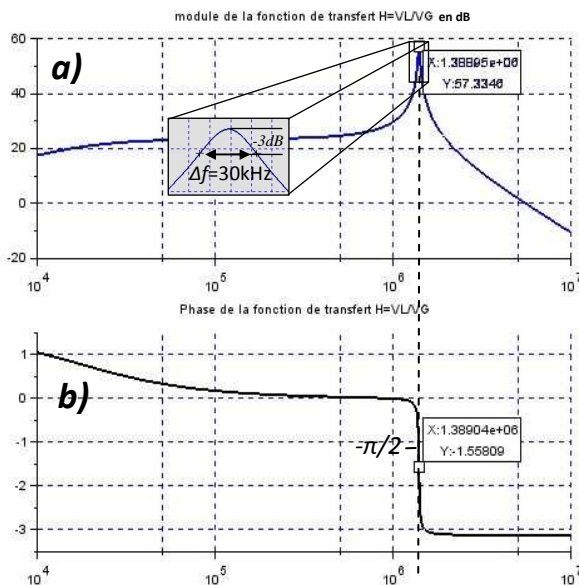 module de la fonction de transfert H=VL/VG en dB
60
40
20
0
-20
a)
X:1.38895e+06
Y:57.3346
-3dB
Δf=30kHz
10^4
10^5
10^6
10^7
Phase de la fonction de transfert H=VL/VG
1
0
-1
-2
-3
b)
-π/2
X:1.38904e+06
Y:-1.55809
10^4
10^5
10^6
10^7